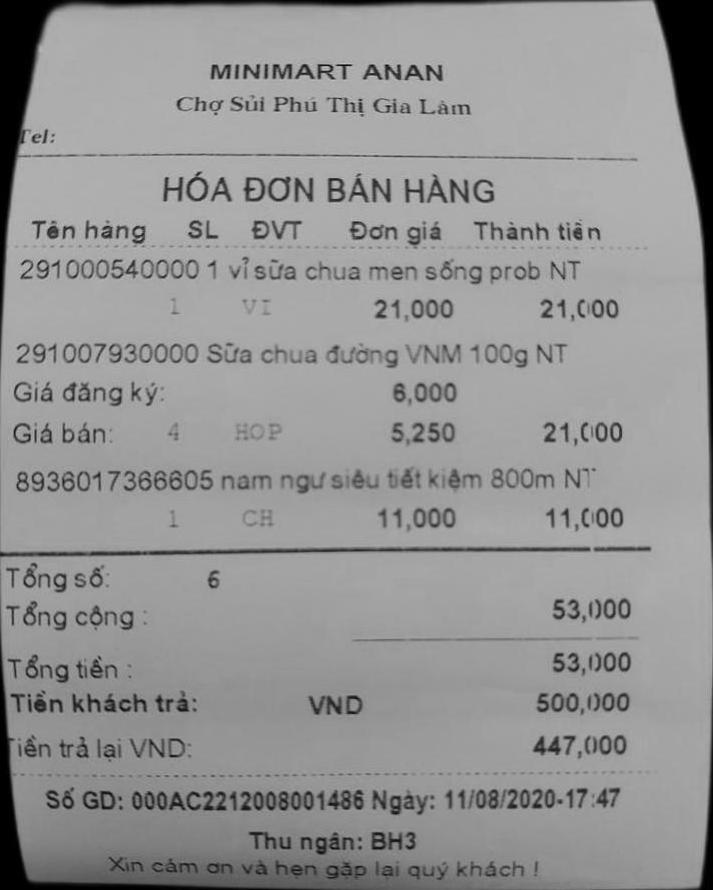 MINIMART ANAN
Chợ Sủi Phú Thị Gia Lâm
Tel:
HÓA ĐƠN BÁN HÀNG
Tên hàng SL ĐVT Đơn giá Thành tiền
291000540000 1 vỉ sữa chua men sống prob NT
1 VI 21,000 21,000
291007930000 Sữa chua đường VNM 100g NT
Giá đăng ký: 6,000
Giá bán: 4 HOP 5,250 21,000
8936017366605 nam ngư siêu tiết kiệm 800m NT
1 CH 11,000 11,000
Tổng số: 6
Tổng cộng : 53,000
Tổng tiền : 53,000
Tiền khách trả: VND 500,000
Tiền trả lại VND: 447,000
Số GD: 000AC2212008001486 Ngày: 11/08/2020-17:47
Thu ngân: BH3
Xin cảm ơn và hẹn gặp lại quý khách !